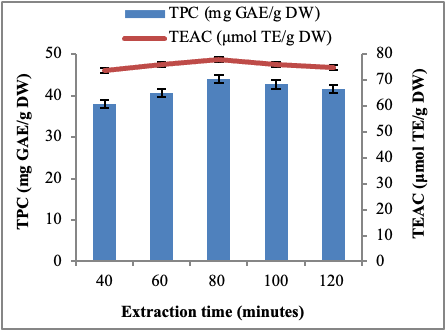 TPC (mg GAE/g DW)
TEAC (µmol TE/g DW)
50
40
30
20
10
0
TPC
(mg GAE/g DW)
80
70
60
50
40
30
20
10
0
TEAC
(µmol TE/g DW)
40 60 80 100 120
Extraction time (minutes)